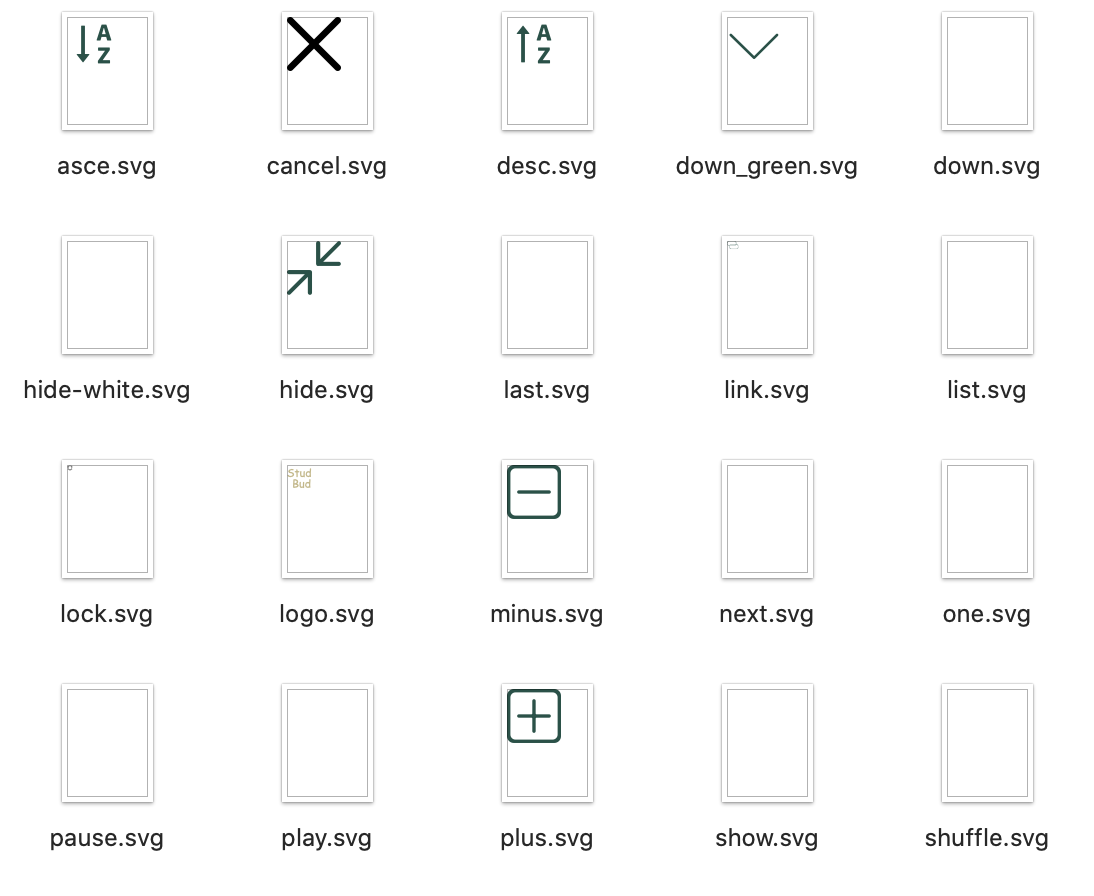 A
Z
A
Z
asce.svg
cancel.svg
desc.svg
down_green.svg
down.svg
hide-white.svg
hide.svg
last.svg
link.svg
list.svg
Stud
Bud
lock.svg
logo.svg
minus.svg
next.svg
one.svg
pause.svg
play.svg
plus.svg
show.svg
shuffle.svg